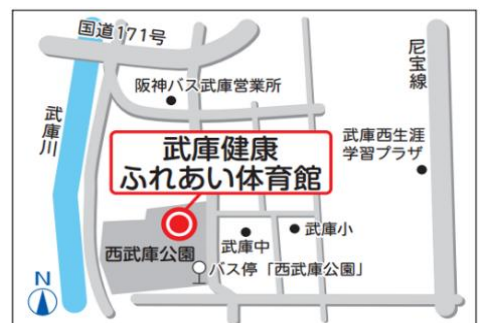 国道171号
尼宝線
阪神バス武庫営業所
武庫川
武庫健康
ふれあい体育館
武庫西生涯
学習プラザ
武庫小
武庫中
西武庫公園
バス停「西武庫公園」
N